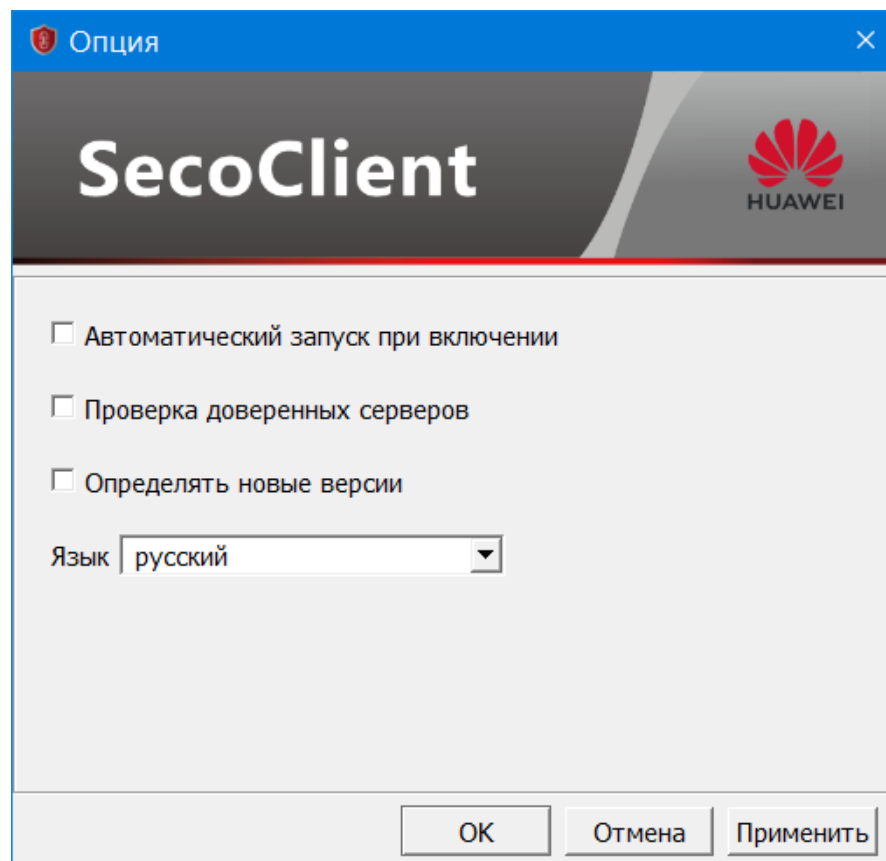 Опция
SecoClient
HUAWEI
Автоматический запуск при включении
Проверка доверенных серверов
Определять новые версии
Язык русский
OK Отмена Применить